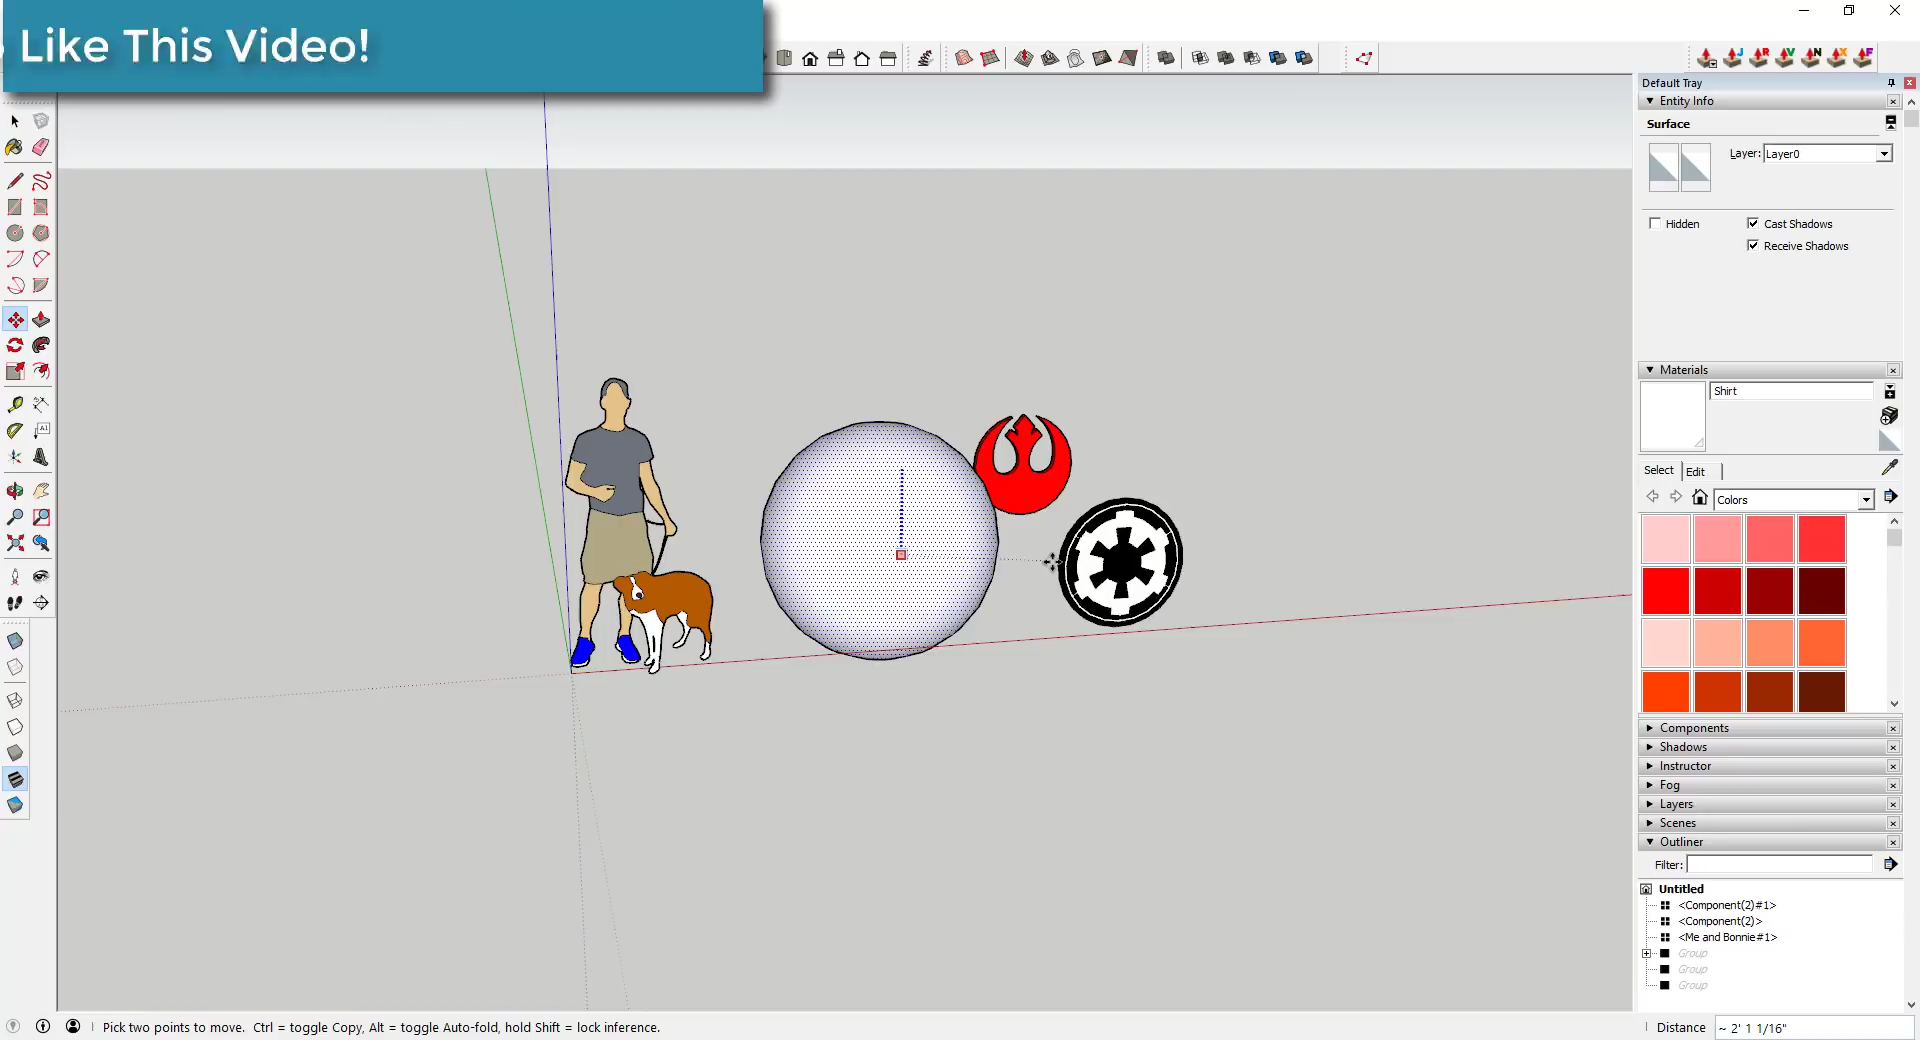 Like This Video!
J
R
V
N
X
F
A1
Default Tray
Entity Info
Surface
Layer: Layer0
Hidden
Cast Shadows
Receive Shadows
Materials
Shirt
Select Edit
Colors
Components
Shadows
Instructor
Fog
Layers
Scenes
Outliner
Filter:
Untitled
<Component(2)#1>
<Component(2)>
<Me and Bonnie#1>
Group
Group
Group
Pick two points to move. Ctrl = toggle Copy, Alt = toggle Auto-fold, hold Shift = lock inference.
Distance ~ 2' 1 1/16"